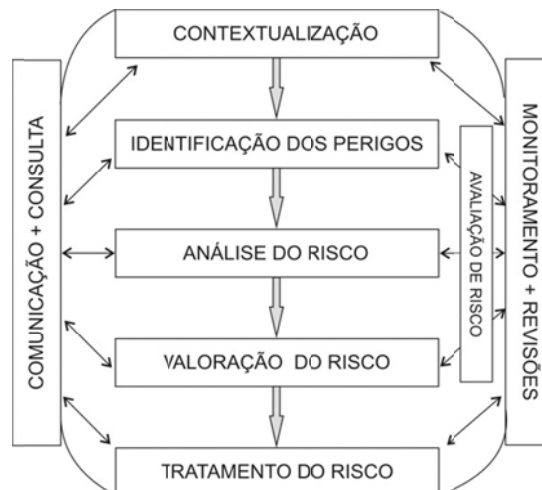 CONTEXTUALIZAÇÃO
COMUNICAÇÃO + CONSULTA
IDENTIFICAÇÃO DOS PERIGOS
ANÁLISE DO RISCO
VALORAÇÃO DO RISCO
TRATAMENTO DO RISCO
AVALIAÇÃO DE RISCO
MONITORAMENTO + REVISÕES